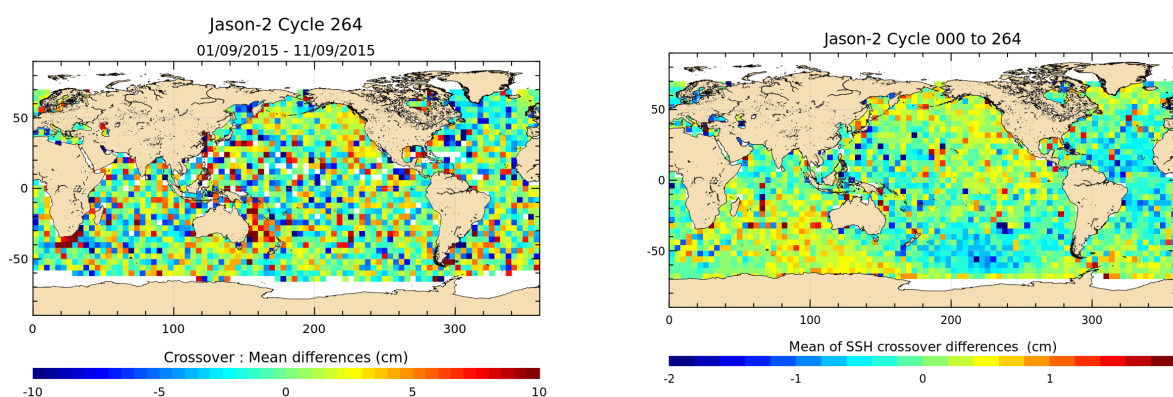 Jason-2 Cycle 264
01/09/2015 - 11/09/2015
50
0
-50
0 100 200 300
Crossover : Mean differences (cm)
-10 -5 0 5 10
Jason-2 Cycle 000 to 264
50
0
-50
0 100 200 300
Mean of SSH crossover differences (cm)
-2 -1 0 1